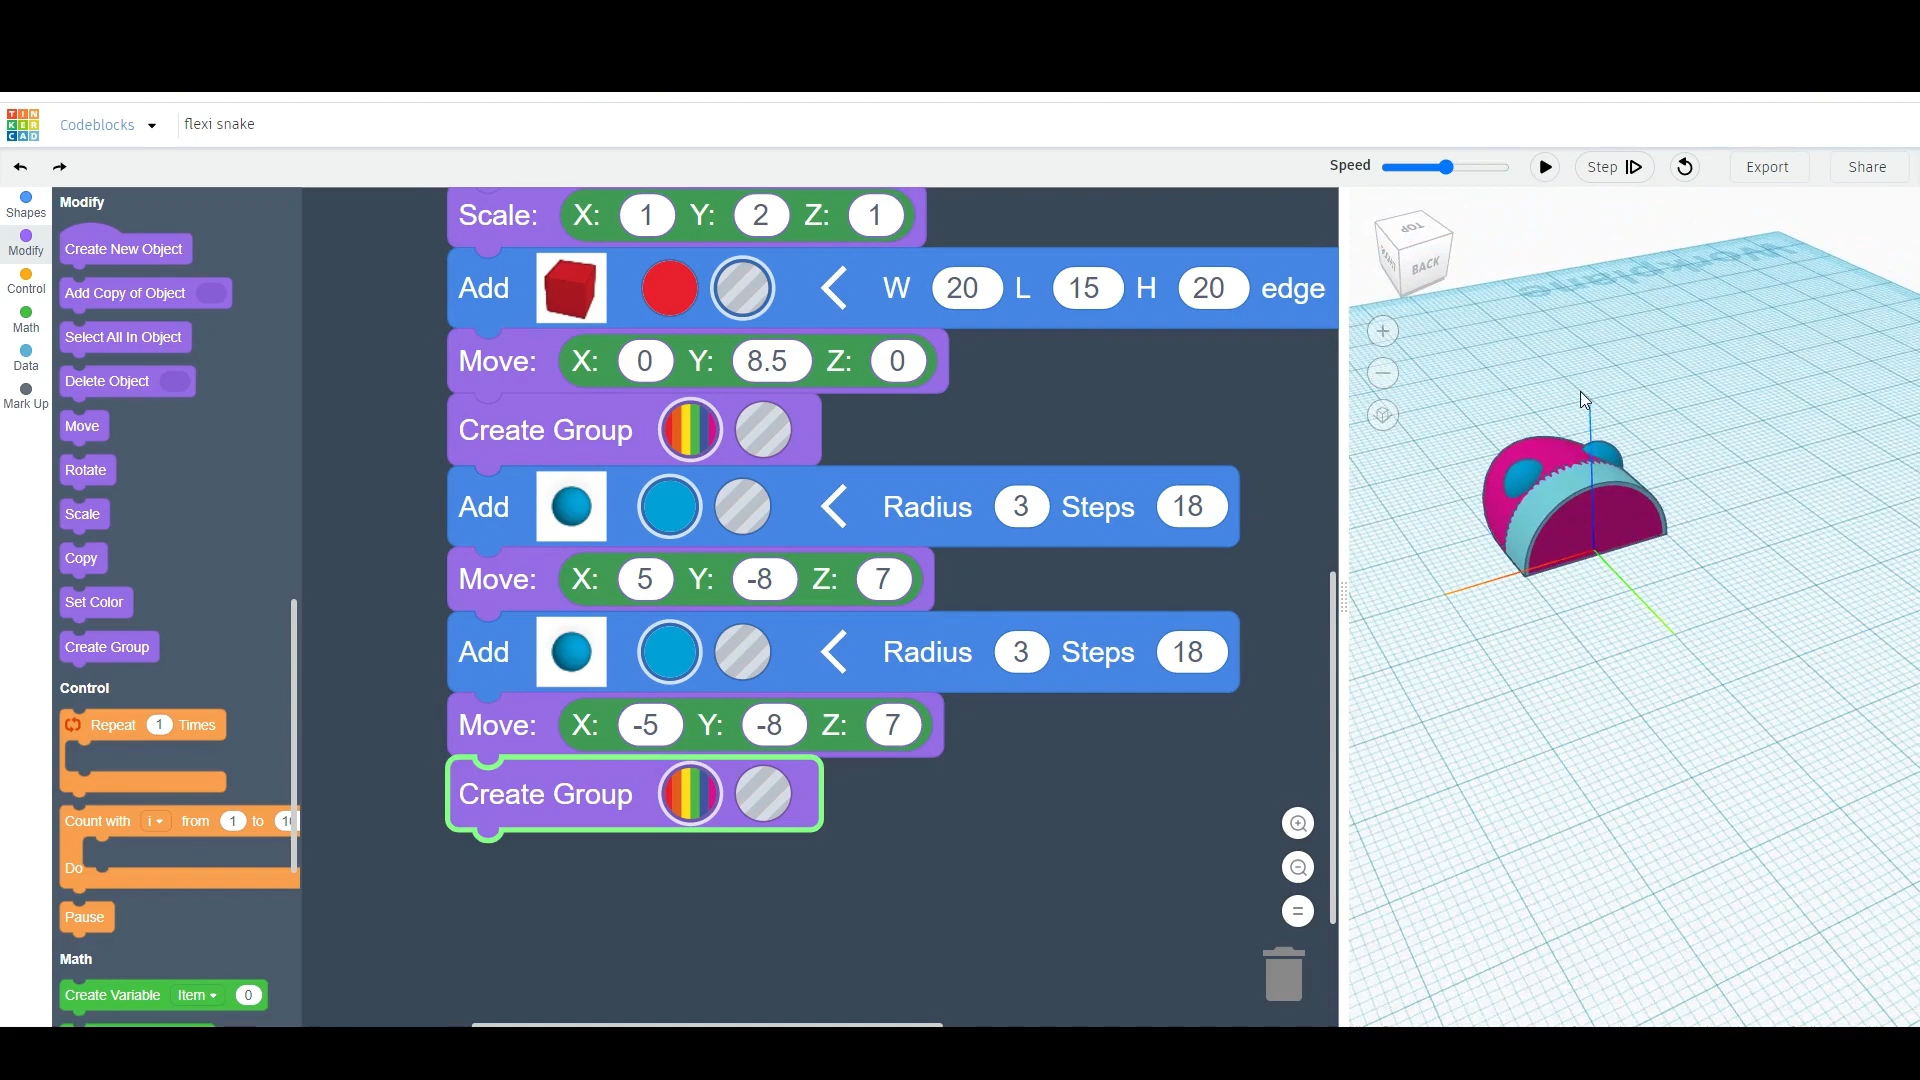 TIN
KER
CAD
Codeblocks
flexi snake
Speed
Step
Export
Share
Shapes
Modify
Control
Math
Data
Mark Up
Modify
Create New Object
Add Copy of Object
Select All In Object
Delete Object
Move
Rotate
Scale
Copy
Set Color
Create Group
Control
Repeat 1 Times
Count with i from 1 to 10
Do
Pause
Math
Create Variable Item 0
Scale: X: 1 Y: 2 Z: 1
Add W 20 L 15 H 20 edge
Move: X: 0 Y: 8.5 Z: 0
Create Group
Add Radius 3 Steps 18
Move: X: 5 Y: -8 Z: 7
Add Radius 3 Steps 18
Move: X: -5 Y: -8 Z: 7
Create Group
TOP
RIGHT
BACK
Workplane